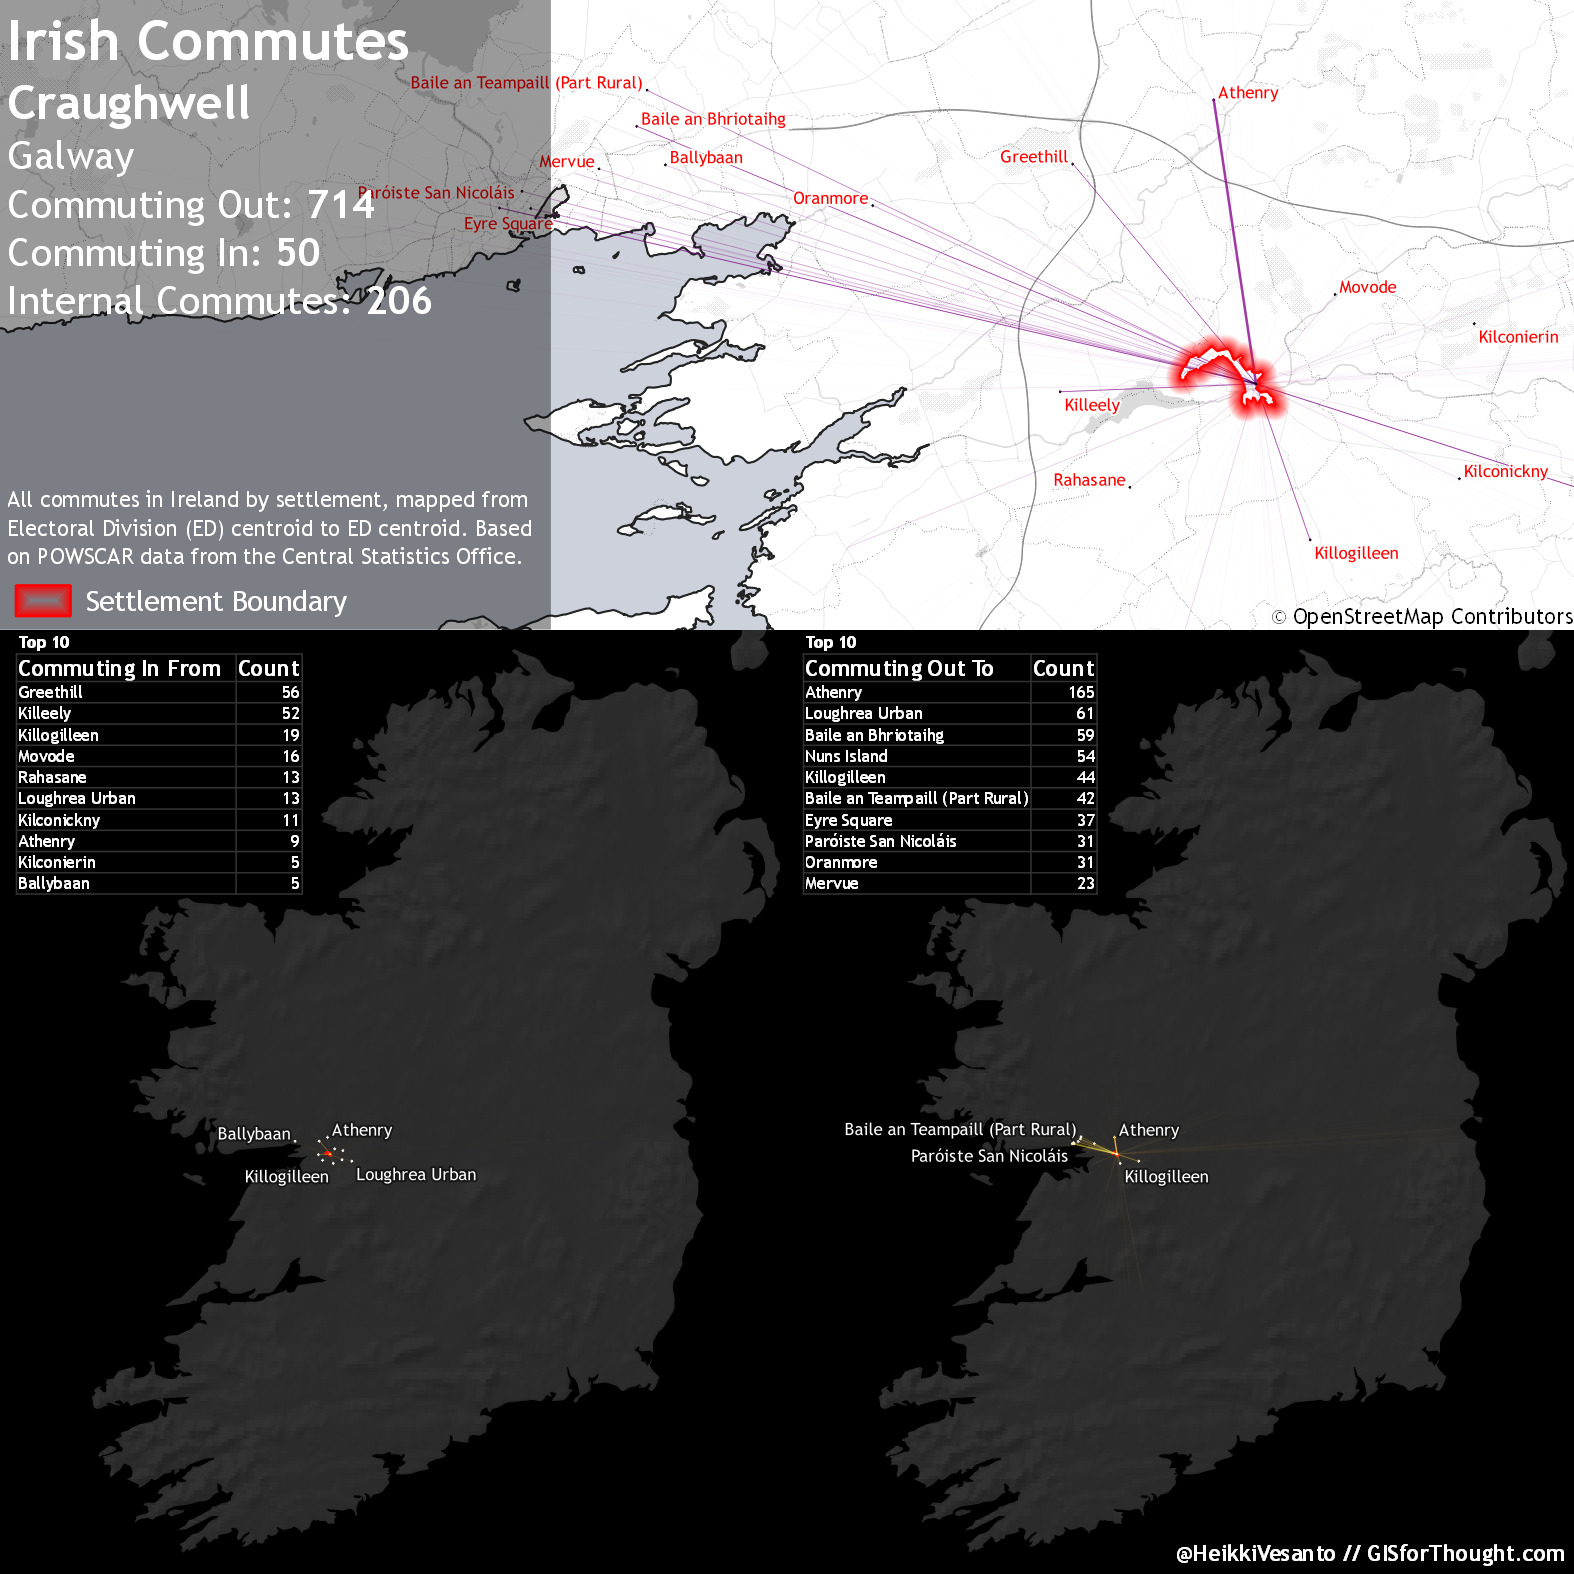 Irish Commutes
Craughwell
Galway
Commuting Out: 714
Commuting In: 50
Internal Commutes: 206
All commutes in Ireland by settlement, mapped from
Electoral Division (ED) centroid to ED centroid. Based
on POWSCAR data from the Central Statistics Office.
Settlement Boundary
Baile an Teampaill (Part Rural)
Baile an Bhriotaihg
Mervue
Ballybaan
Paróiste San Nicoláis
Eyre Square
Oranmore
Greethill
Athenry
Movode
Kilconierin
Killeely
Rahasane
Kilconickny
Killogilleen
© OpenStreetMap Contributors
Top 10
Commuting In From Count
Greethill 56
Killeely 52
Killogilleen 19
Movode 16
Rahasane 13
Loughrea Urban 13
Kilconickny 11
Athenry 9
Kilconierin 5
Ballybaan 5
Ballybaan
Athenry
Killogilleen
Loughrea Urban
Top 10
Commuting Out To Count
Athenry 165
Loughrea Urban 61
Baile an Bhriotaihg 59
Nuns Island 54
Killogilleen 44
Baile an Teampaill (Part Rural) 42
Eyre Square 37
Paróiste San Nicoláis 31
Oranmore 31
Mervue 23
Baile an Teampaill (Part Rural)
Athenry
Paróiste San Nicoláis
Killogilleen
@HeikkiVesanto // GISforThought.com